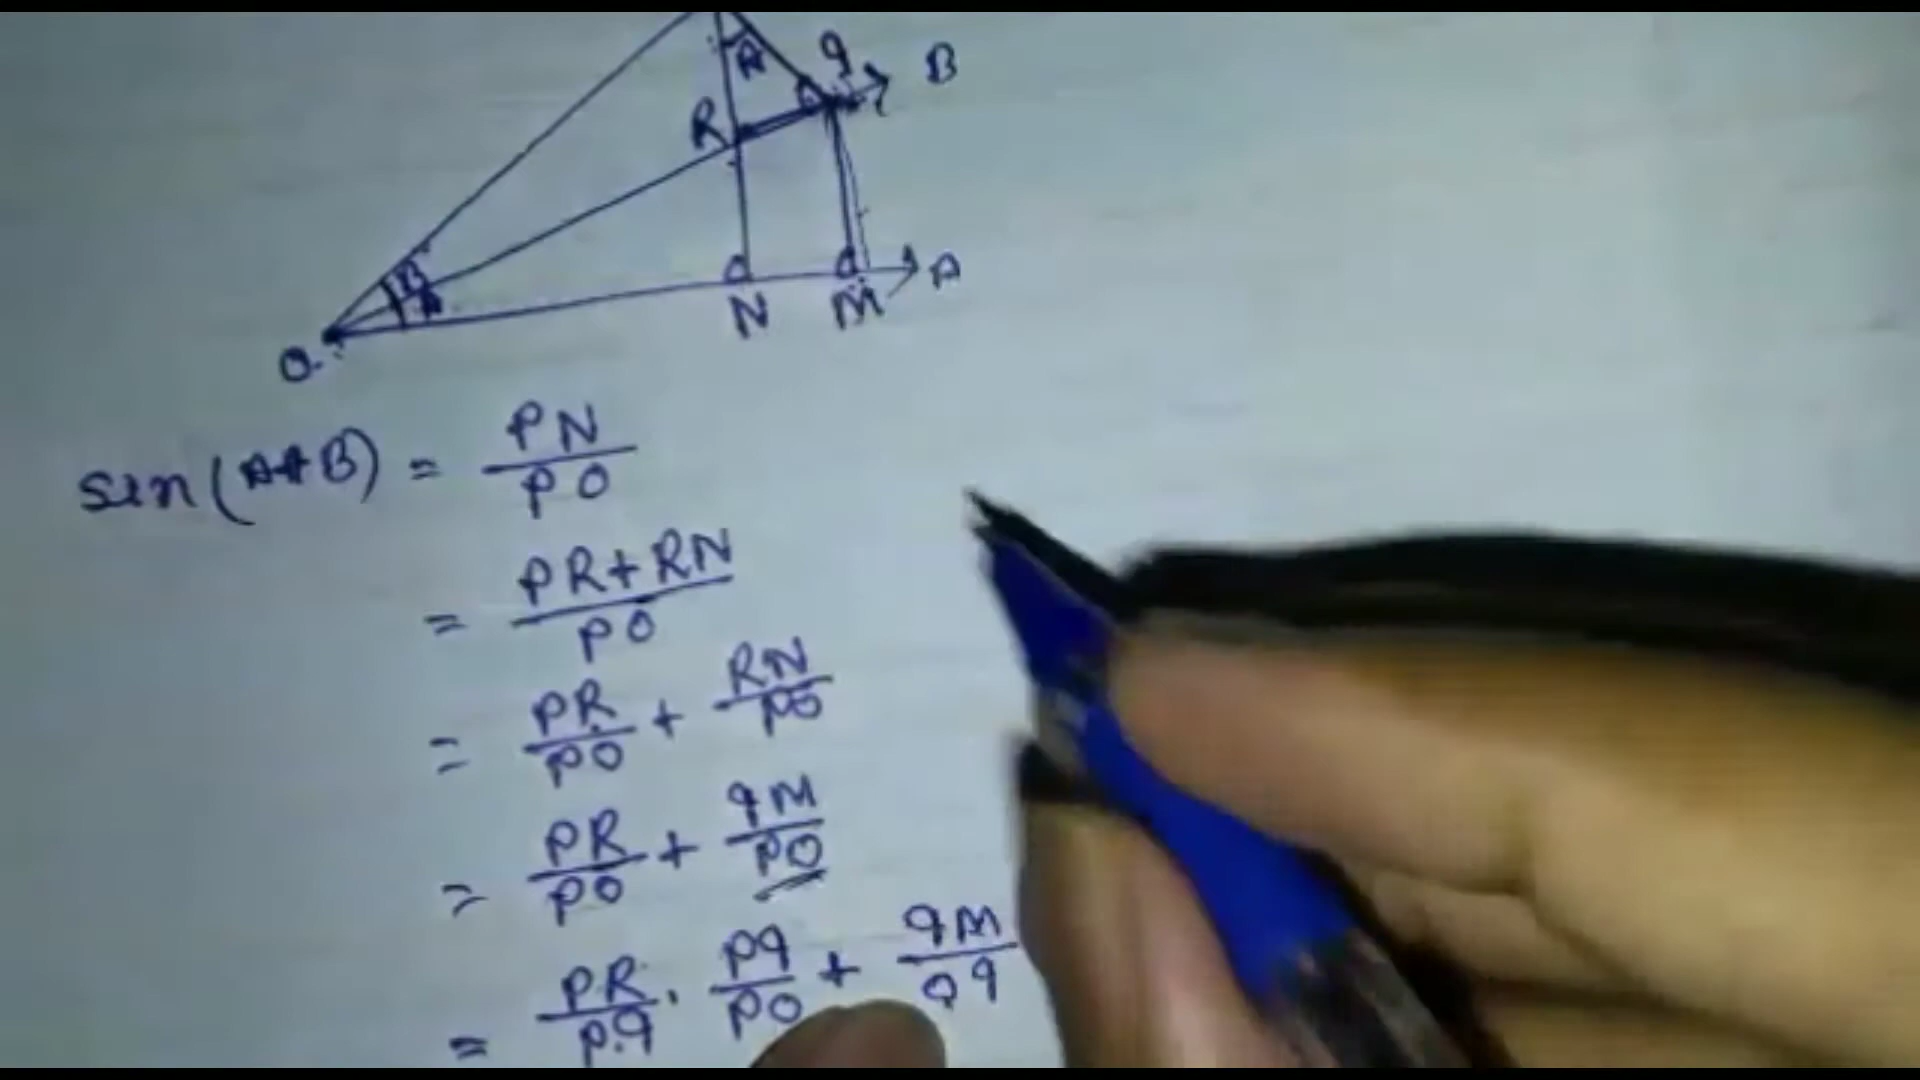 A
q
B
R
B
A
N
M
A
O
sin(A+B) = PN/PO
= PR+RN/PO
= PR/PO + RN/PO
= PR/PO + qM/PO
= PR/Pq . Pq/PO + qM/Oq